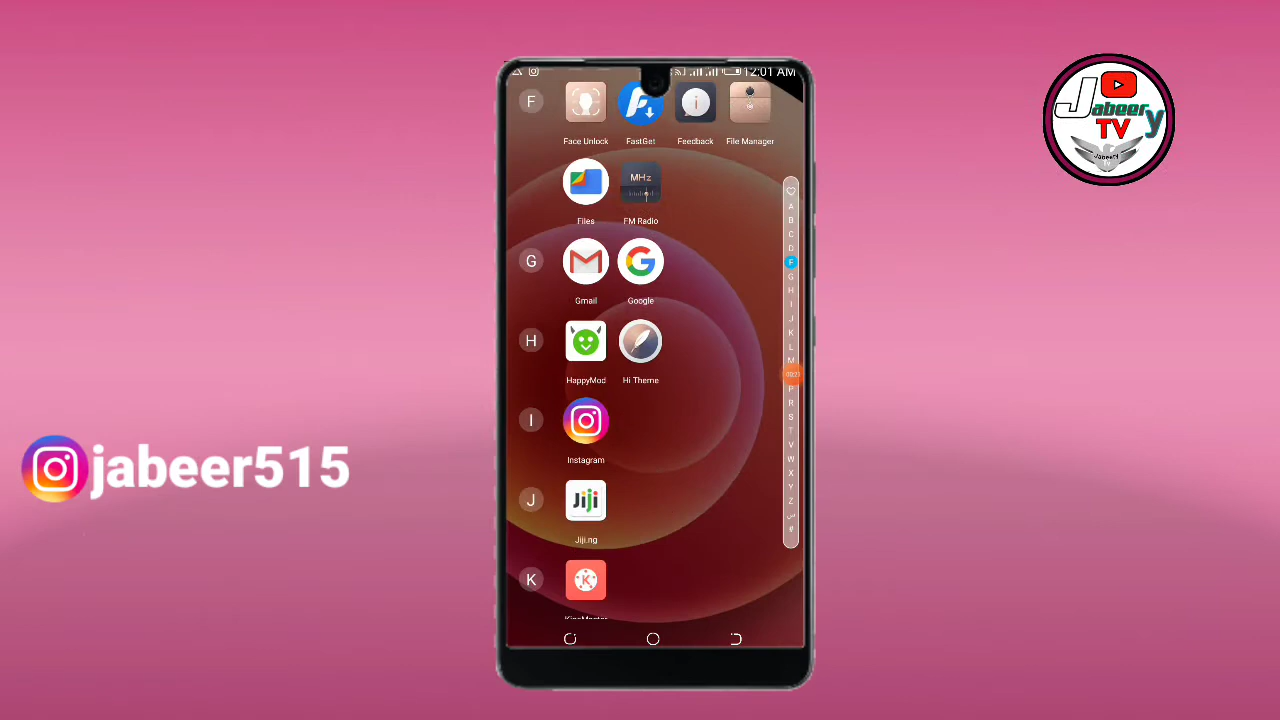 12:01 AM
F
Face Unlock
FastGet
Feedback
File Manager
MHz
Files
FM Radio
G
Gmail
Google
H
HappyMod
Hi Theme
I
Instagram
J
Jiji
Jiji.ng
K
K
A
B
C
D
F
G
H
I
J
K
L
M
P
R
S
T
V
W
X
Y
Z
س
#
jabeer515
Jabeery
TV